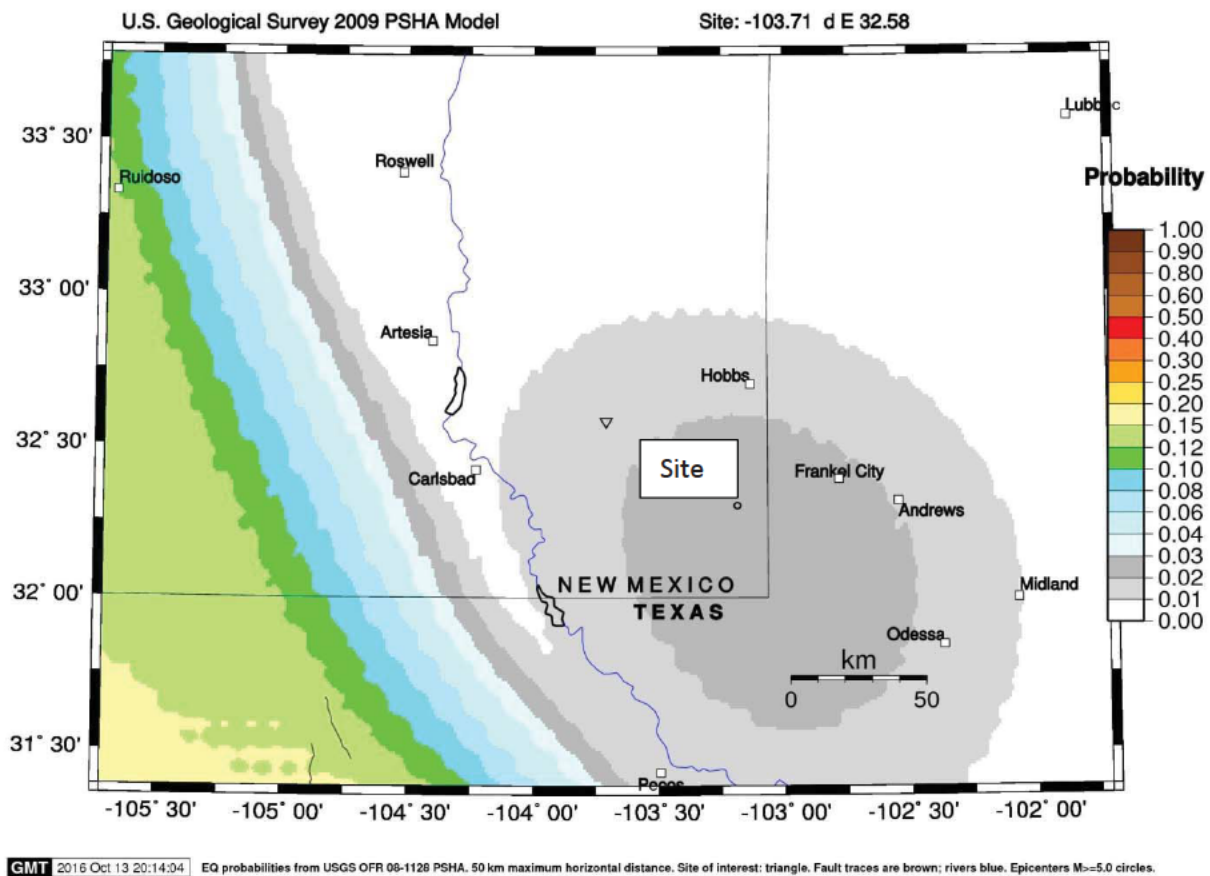 U.S. Geological Survey 2009 PSHA Model
Site: -103.71 d E 32.58
Lubbc
33° 30'
Roswell
Ruidoso
Probability
1.00
0.90
0.80
0.60
0.50
0.40
0.30
0.25
0.20
0.15
0.12
0.10
0.08
0.06
0.04
0.03
0.02
0.01
0.00
33° 00'
Artesia
Hobbs
32° 30'
Site
Carlsbad
Frankel City
Andrews
NEW MEXICO
TEXAS
Midland
32° 00'
Odessa
km
0
50
31° 30'
Pecos
-105° 30'
-105° 00'
-104° 30'
-104° 00'
-103° 30'
-103° 00'
-102° 30'
-102° 00'
GMT 2016 Oct 13 20:14:04 EQ probabilities from USGS OFR 08-1128 PSHA. 50 km maximum horizontal distance. Site of interest: triangle. Fault traces are brown; rivers blue. Epicenters M>=5.0 circles.